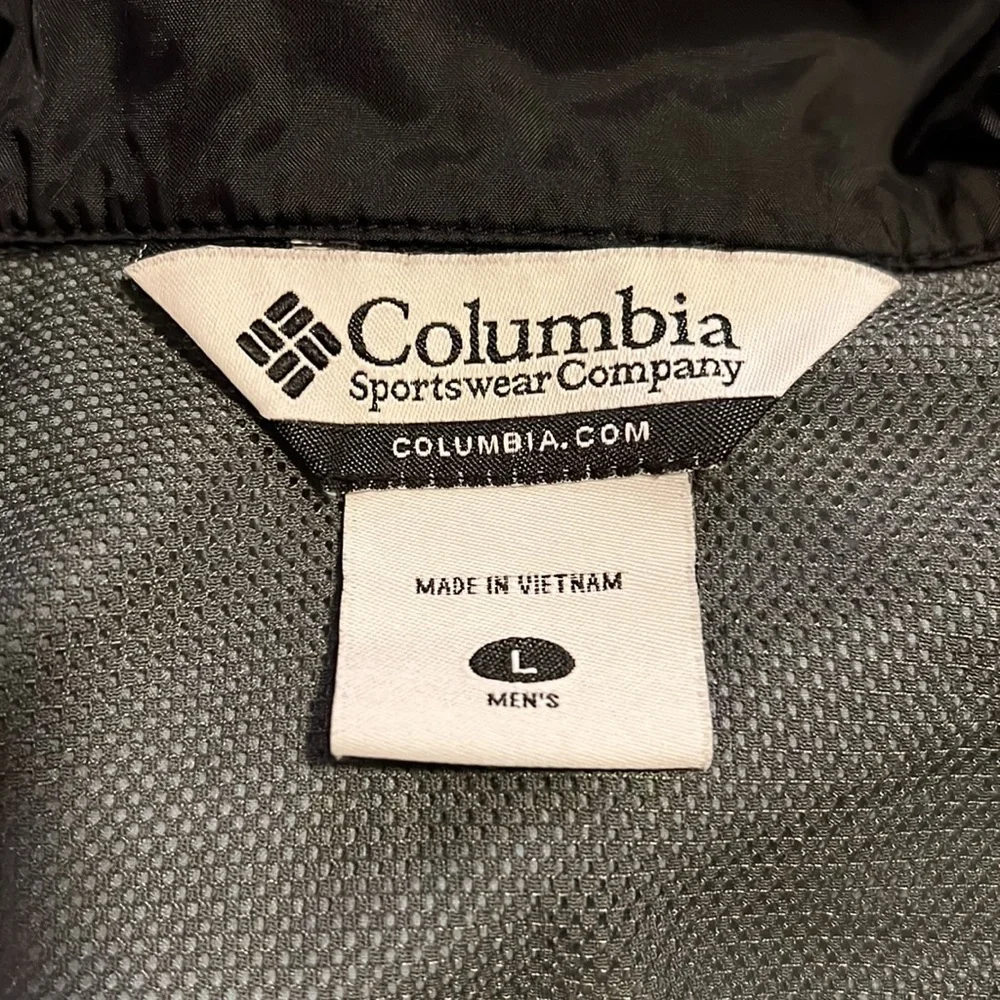 Columbia
Sportswear Company
COLUMBIA.COM
MADE IN VIETNAM
L
MEN'S